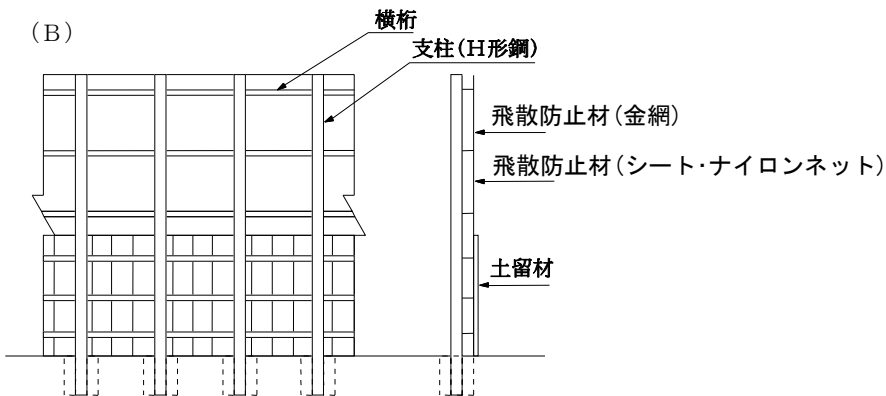 （Ｂ）
横桁
支柱（Ｈ形鋼）
飛散防止材（金網）
飛散防止材（シート・ナイロンネット）
土留材